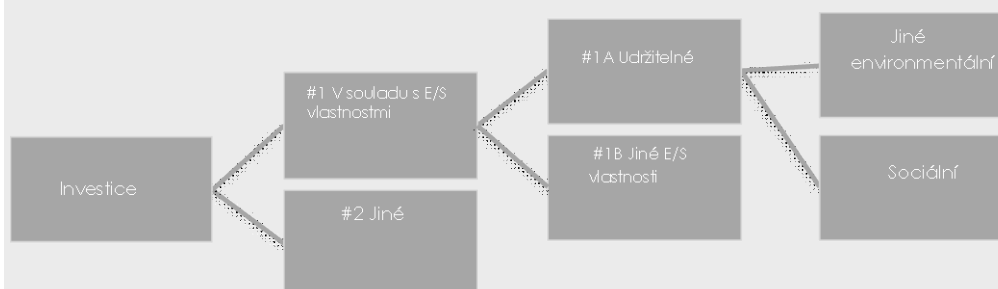 Investice
#1 V souladu s E/S
vlastnostmi
#2 Jiné
#1A Udržitelné
#1B Jiné E/S
vlastnosti
Jiné
environmentální
Sociální